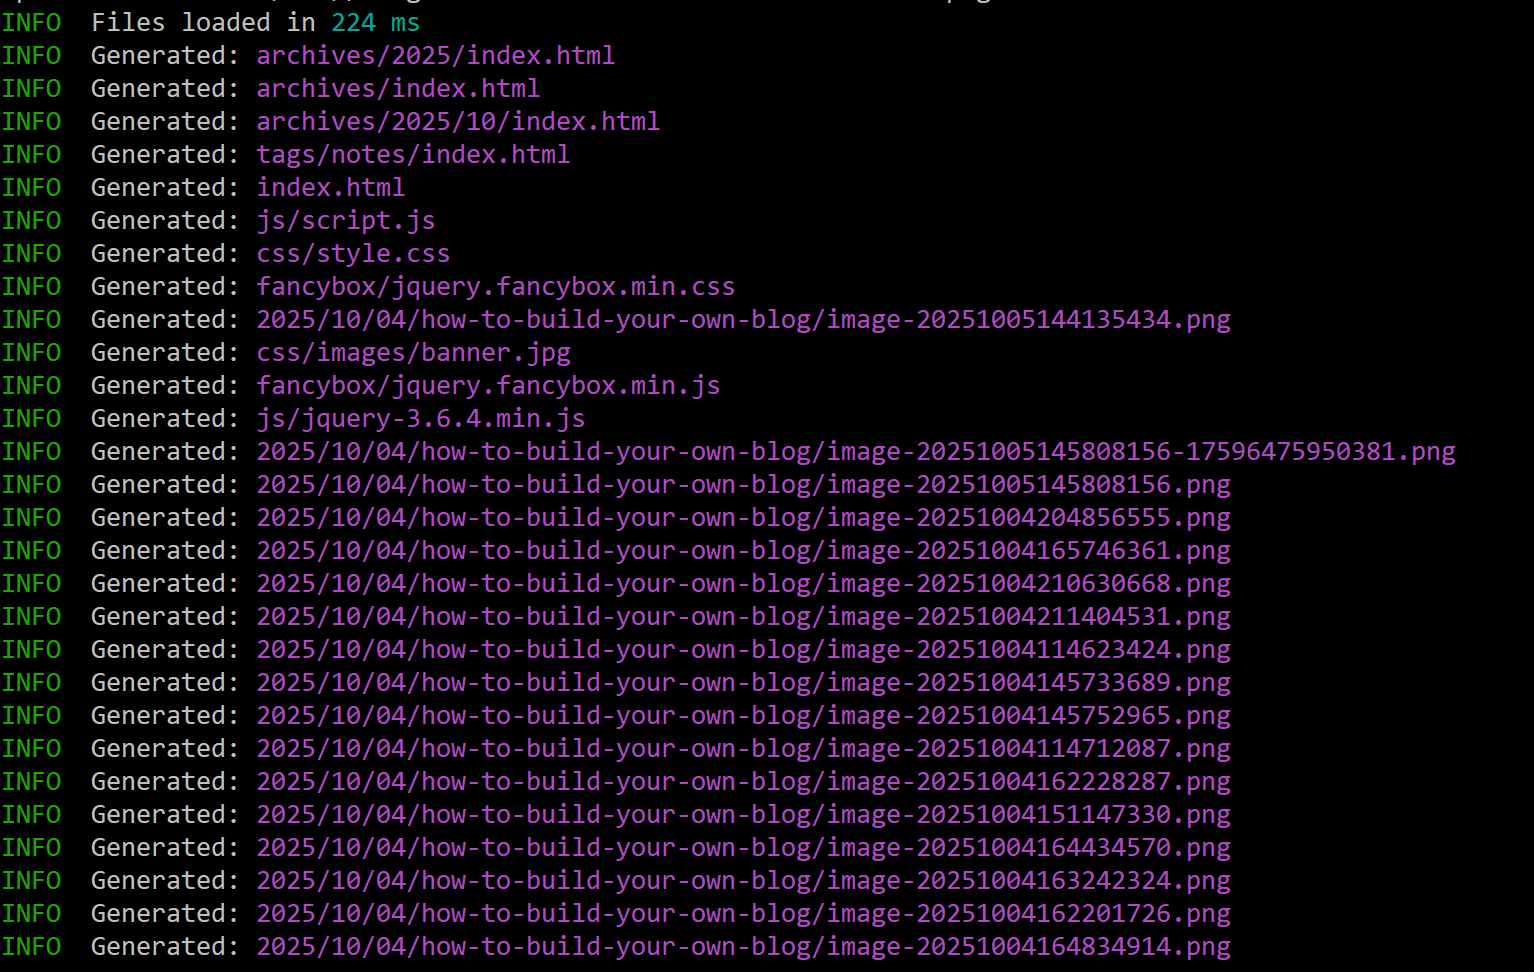 INFO  Files loaded in 224 ms
INFO  Generated: archives/2025/index.html
INFO  Generated: archives/index.html
INFO  Generated: archives/2025/10/index.html
INFO  Generated: tags/notes/index.html
INFO  Generated: index.html
INFO  Generated: js/script.js
INFO  Generated: css/style.css
INFO  Generated: fancybox/jquery.fancybox.min.css
INFO  Generated: 2025/10/04/how-to-build-your-own-blog/image-20251005144135434.png
INFO  Generated: css/images/banner.jpg
INFO  Generated: fancybox/jquery.fancybox.min.js
INFO  Generated: js/jquery-3.6.4.min.js
INFO  Generated: 2025/10/04/how-to-build-your-own-blog/image-20251005145808156-17596475950381.png
INFO  Generated: 2025/10/04/how-to-build-your-own-blog/image-20251005145808156.png
INFO  Generated: 2025/10/04/how-to-build-your-own-blog/image-20251004204856555.png
INFO  Generated: 2025/10/04/how-to-build-your-own-blog/image-20251004165746361.png
INFO  Generated: 2025/10/04/how-to-build-your-own-blog/image-20251004210630668.png
INFO  Generated: 2025/10/04/how-to-build-your-own-blog/image-20251004211404531.png
INFO  Generated: 2025/10/04/how-to-build-your-own-blog/image-20251004114623424.png
INFO  Generated: 2025/10/04/how-to-build-your-own-blog/image-20251004145733689.png
INFO  Generated: 2025/10/04/how-to-build-your-own-blog/image-20251004145752965.png
INFO  Generated: 2025/10/04/how-to-build-your-own-blog/image-20251004114712087.png
INFO  Generated: 2025/10/04/how-to-build-your-own-blog/image-20251004162228287.png
INFO  Generated: 2025/10/04/how-to-build-your-own-blog/image-20251004151147330.png
INFO  Generated: 2025/10/04/how-to-build-your-own-blog/image-20251004164434570.png
INFO  Generated: 2025/10/04/how-to-build-your-own-blog/image-20251004163242324.png
INFO  Generated: 2025/10/04/how-to-build-your-own-blog/image-20251004162201726.png
INFO  Generated: 2025/10/04/how-to-build-your-own-blog/image-20251004164834914.png